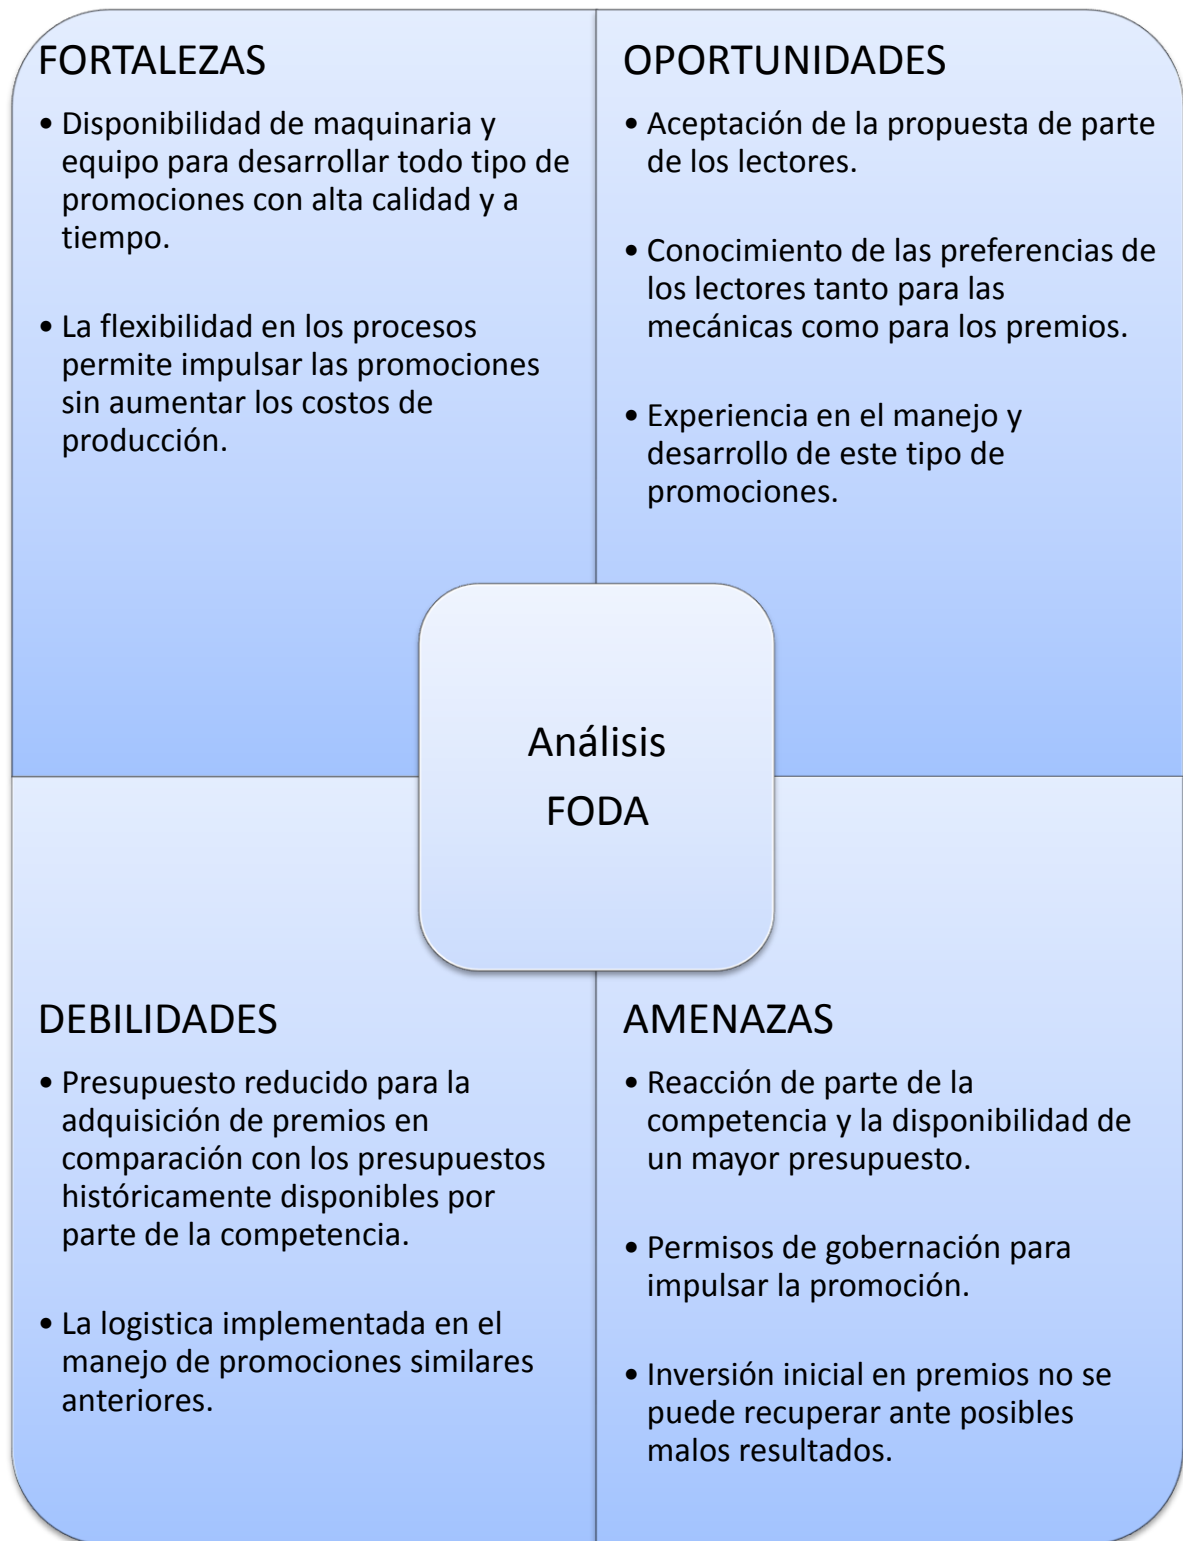 FORTALEZAS
• Disponibilidad de maquinaria y
equipo para desarrollar todo tipo de
promociones con alta calidad y a
tiempo.
• La flexibilidad en los procesos
permite impulsar las promociones
sin aumentar los costos de
producción.
OPORTUNIDADES
• Aceptación de la propuesta de parte
de los lectores.
• Conocimiento de las preferencias de
los lectores tanto para las
mecánicas como para los premios.
• Experiencia en el manejo y
desarrollo de este tipo de
promociones.
Análisis
FODA
DEBILIDADES
• Presupuesto reducido para la
adquisición de premios en
comparación con los presupuestos
históricamente disponibles por
parte de la competencia.
• La logistica implementada en el
manejo de promociones similares
anteriores.
AMENAZAS
• Reacción de parte de la
competencia y la disponibilidad de
un mayor presupuesto.
• Permisos de gobernación para
impulsar la promoción.
• Inversión inicial en premios no se
puede recuperar ante posibles
malos resultados.